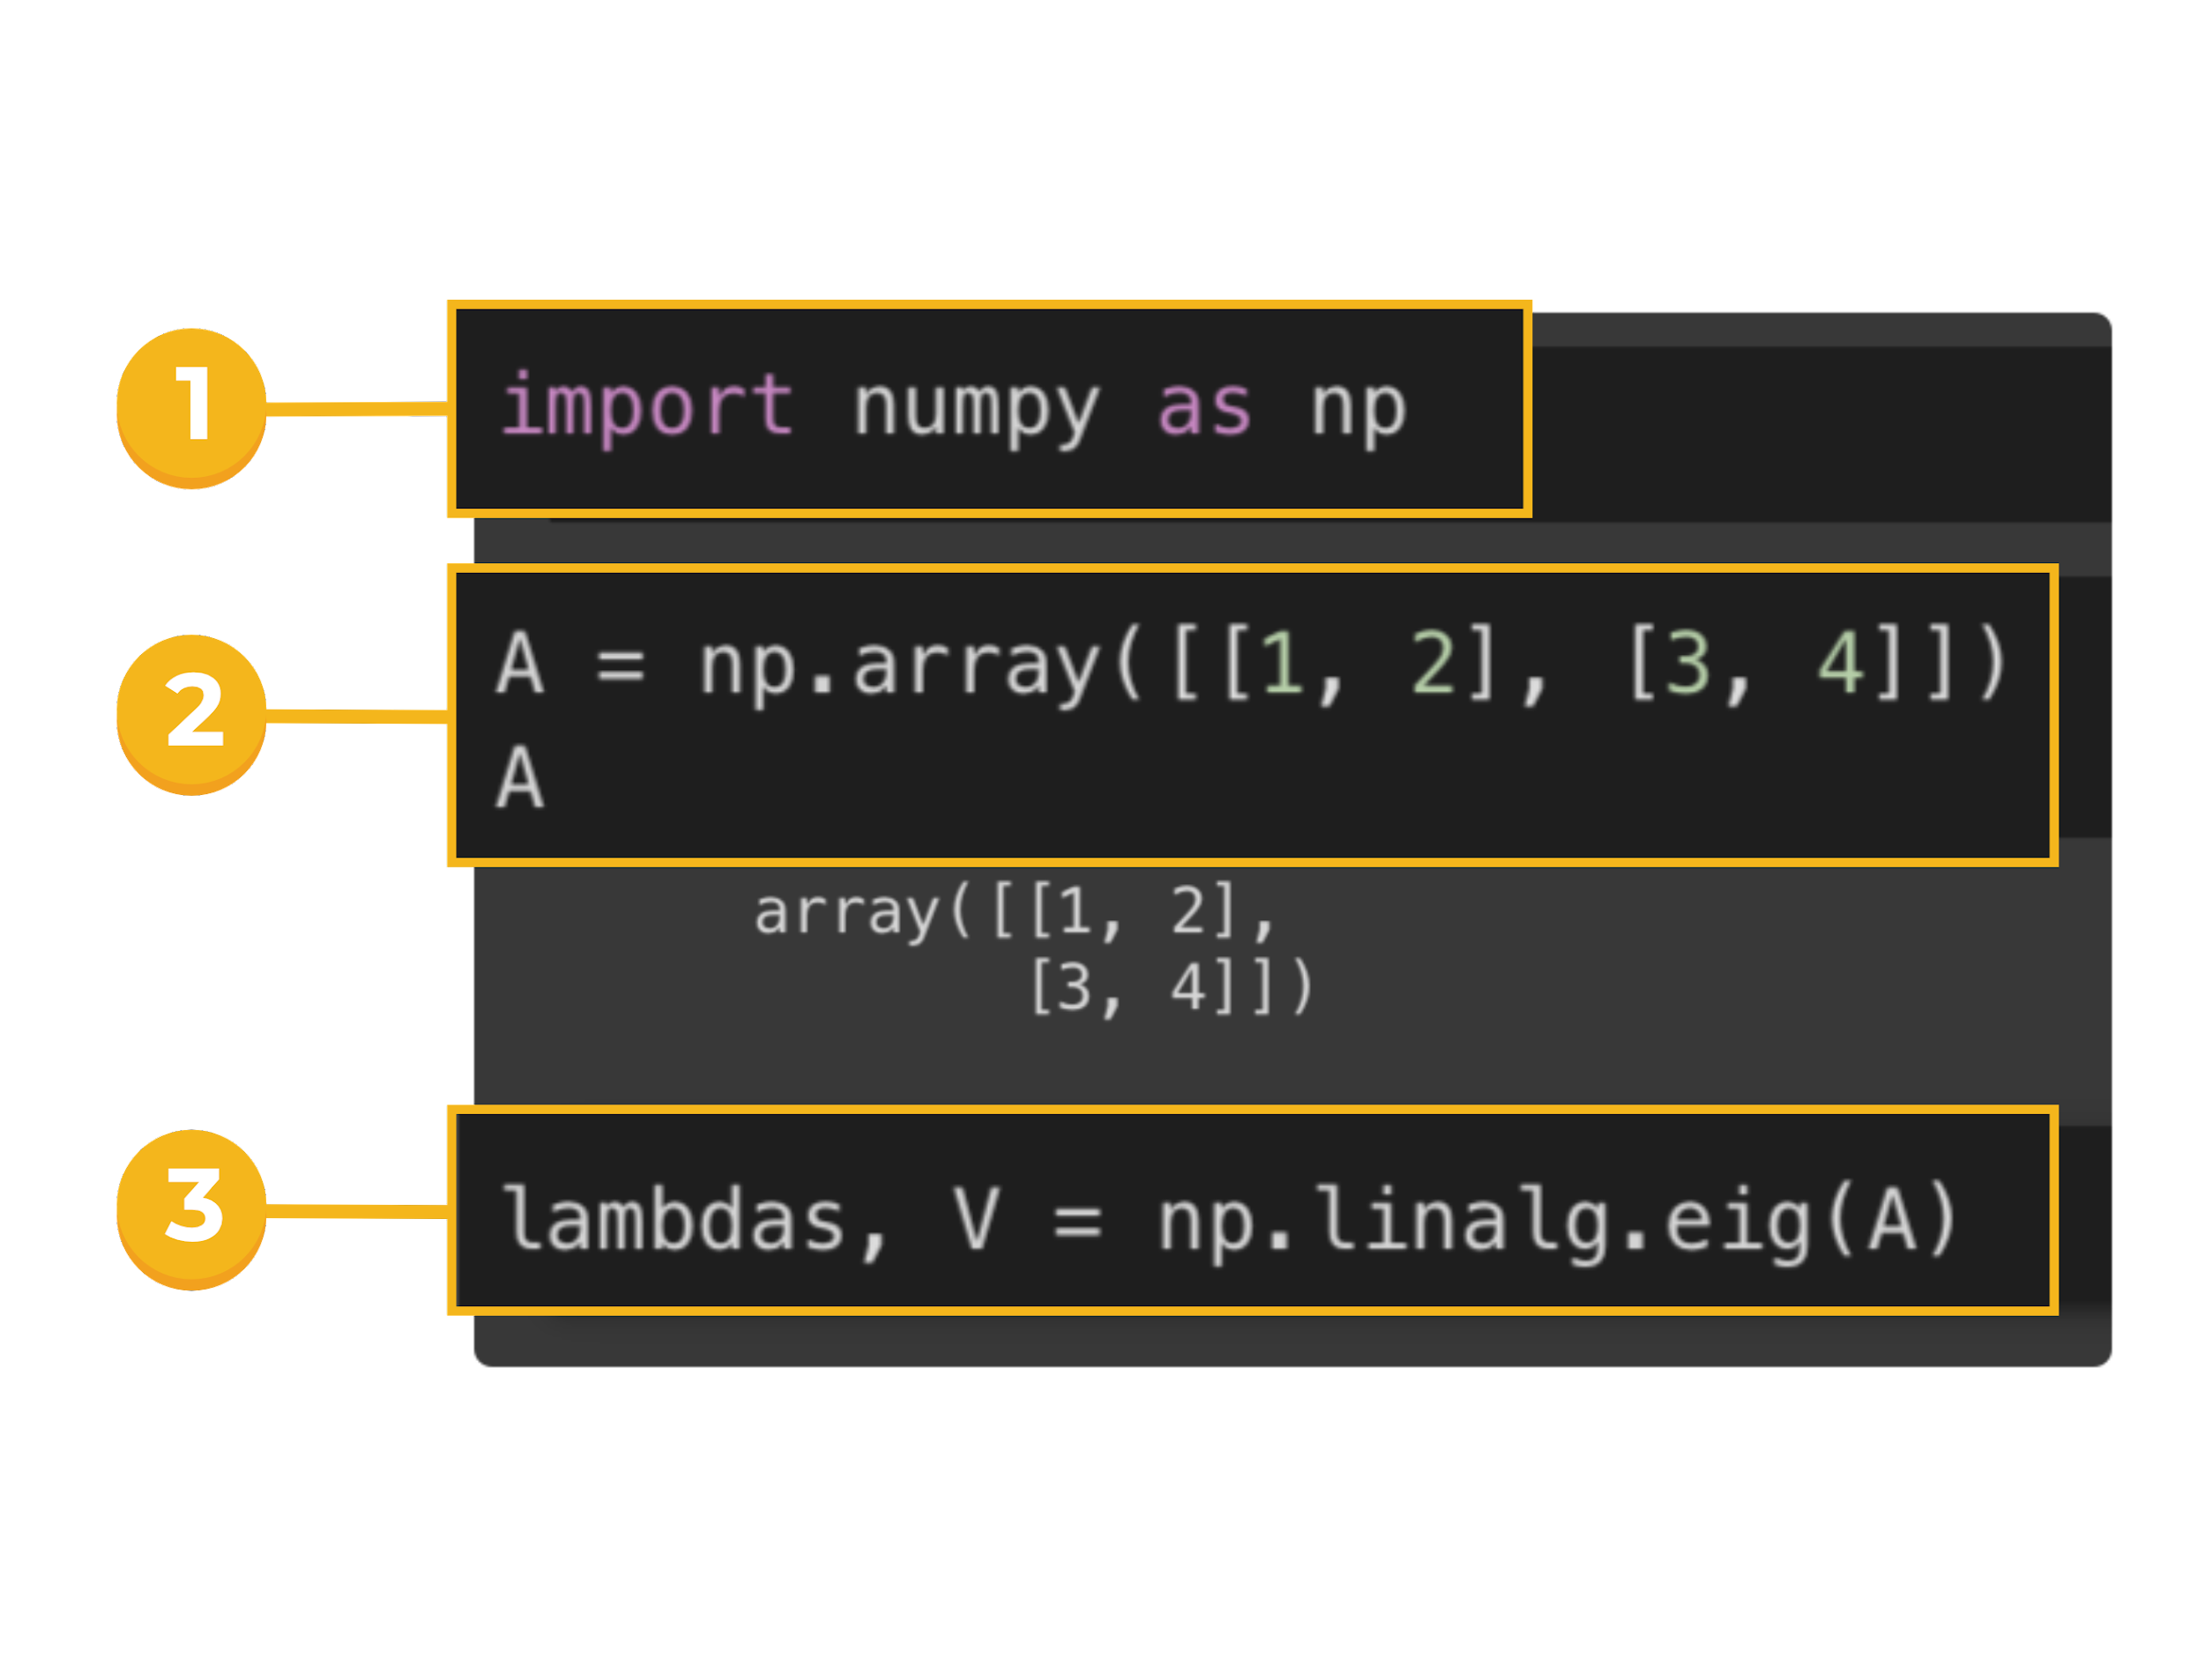 1
import numpy as np
2
A = np.array([[1, 2], [3, 4]])
A
array([[1, 2],
[3, 4]])
3
lambdas, V = np.linalg.eig(A)